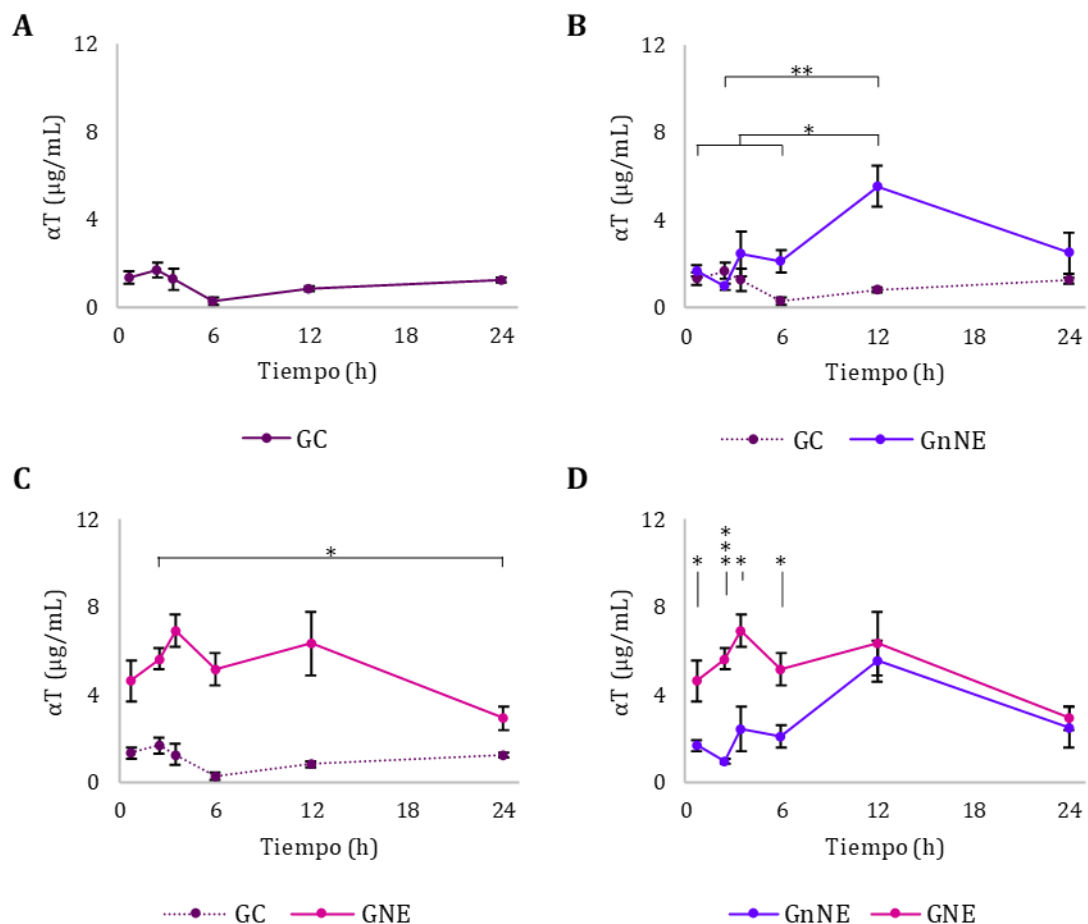 A
12
8
4
0
αT (μg/mL)
0 6 12 18 24
Tiempo (h)
GC
B
12
8
4
0
αT (μg/mL)
**
*
0 6 12 18 24
Tiempo (h)
GC GnNE
C
12
8
4
0
αT (μg/mL)
*
0 6 12 18 24
Tiempo (h)
GC GNE
D
12
8
4
0
αT (μg/mL)
* *** * *
0 6 12 18 24
Tiempo (h)
GnNE GNE